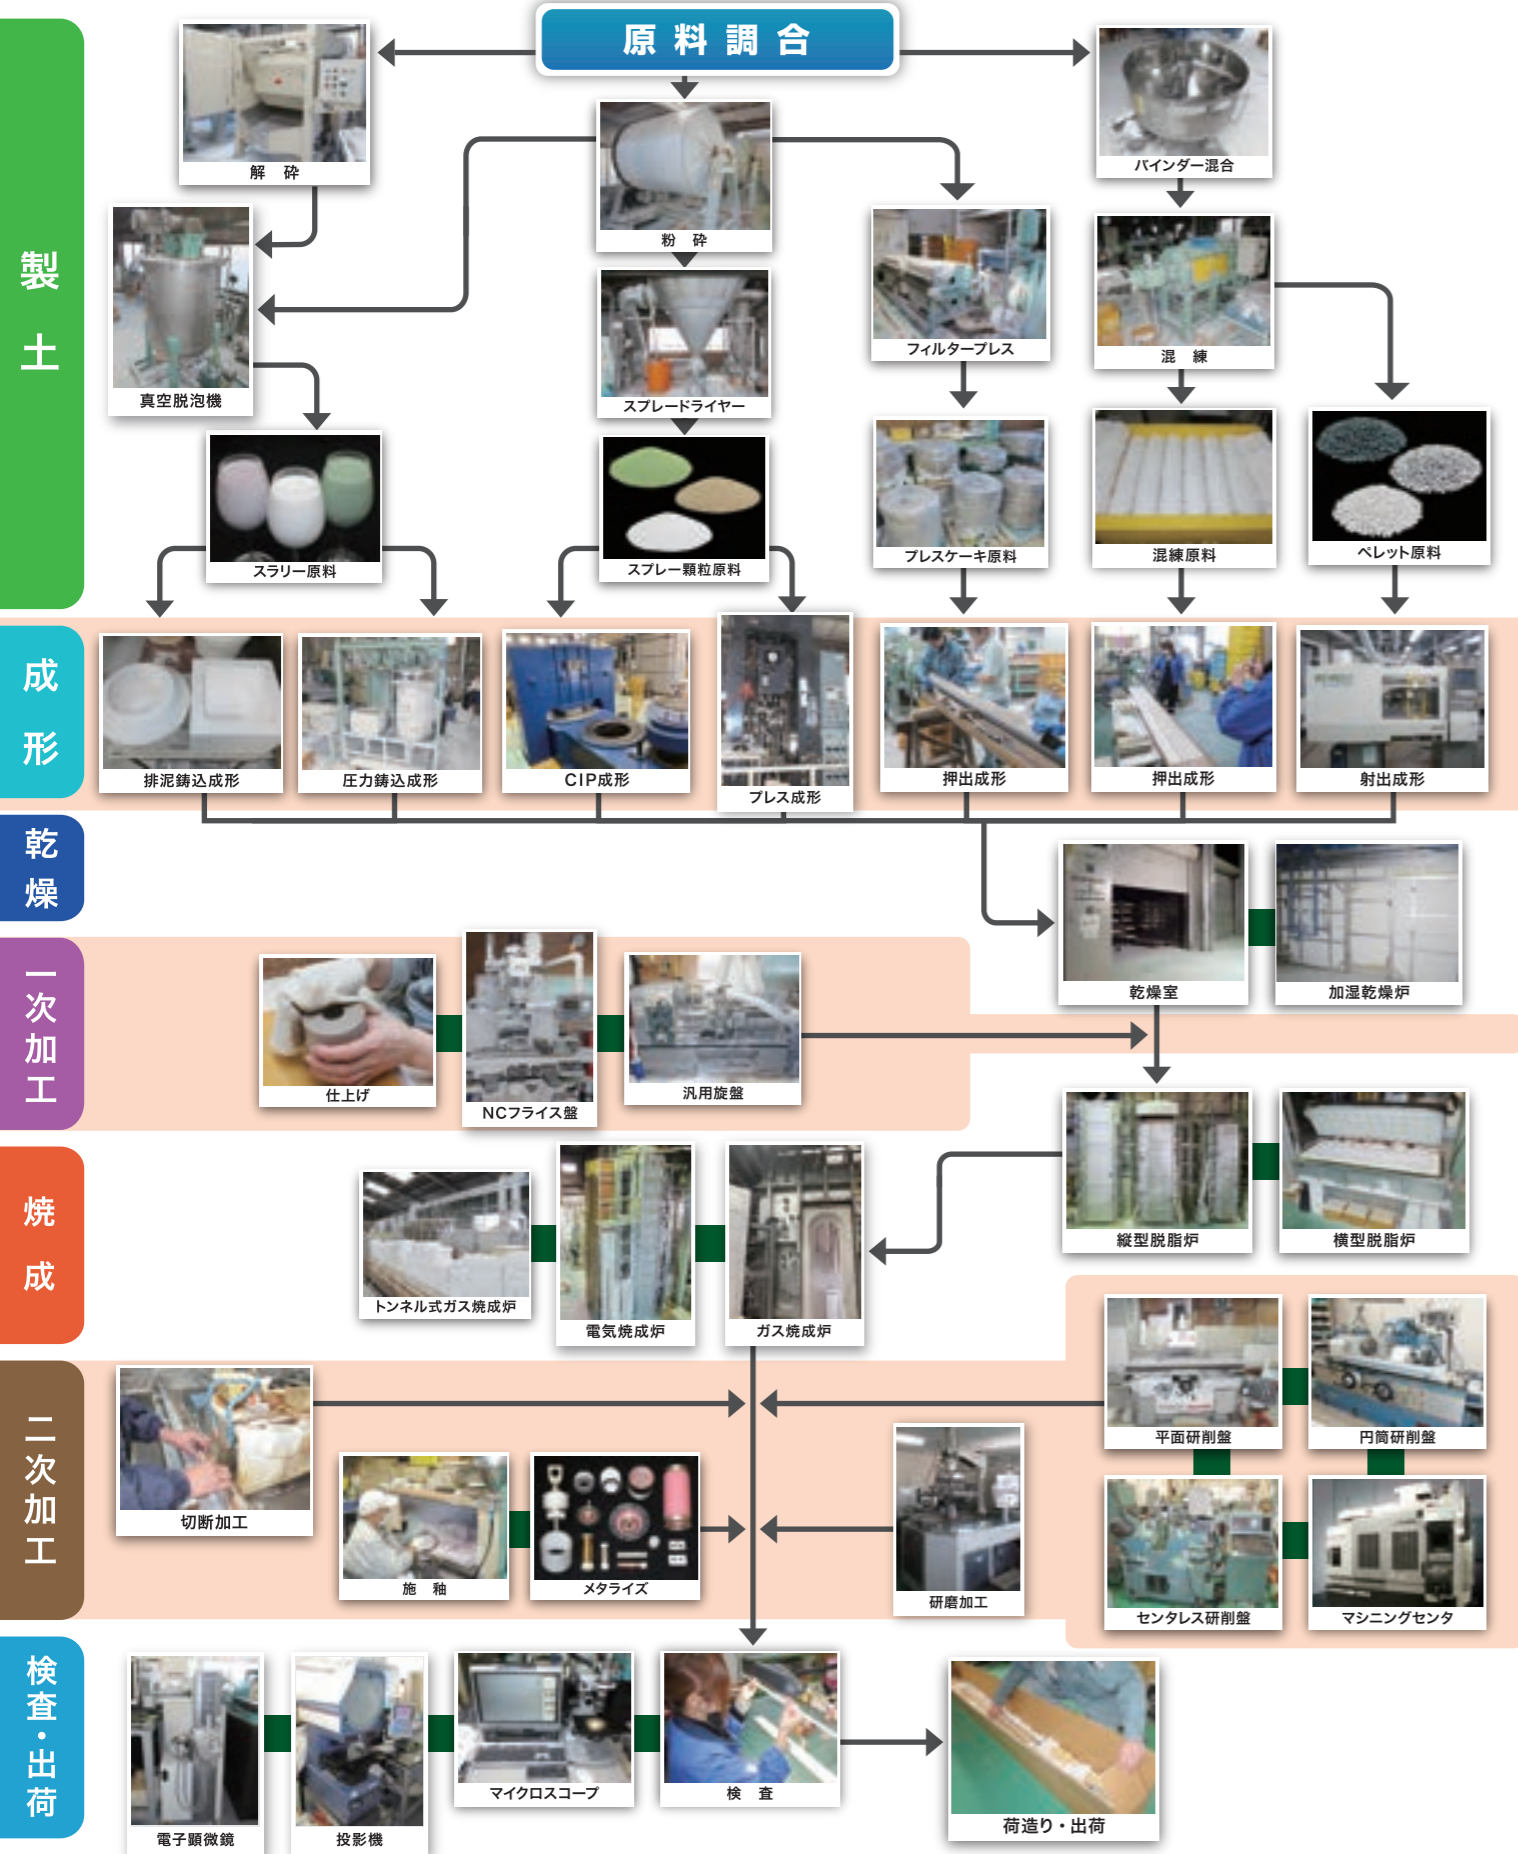 原料調合
製土
解 砕
バインダー混合
粉 砕
真空脱泡機
スプレードライヤー
フィルタープレス
混 練
スラリー原料
スプレー顆粒原料
プレスケーキ原料
混練原料
ペレット原料
成形
排泥鋳込成形
圧力鋳込成形
CIP成形
プレス成形
押出成形
押出成形
射出成形
乾燥
乾燥室
加湿乾燥炉
一次加工
仕上げ
NCフライス盤
汎用旋盤
縦型脱脂炉
横型脱脂炉
焼成
トンネル式ガス焼成炉
電気焼成炉
ガス焼成炉
二次加工
切断加工
施 釉
メタライズ
研磨加工
平面研削盤
円筒研削盤
センタレス研削盤
マシニングセンタ
検査・出荷
電子顕微鏡
投影機
マイクロスコープ
検 査
荷造り・出荷